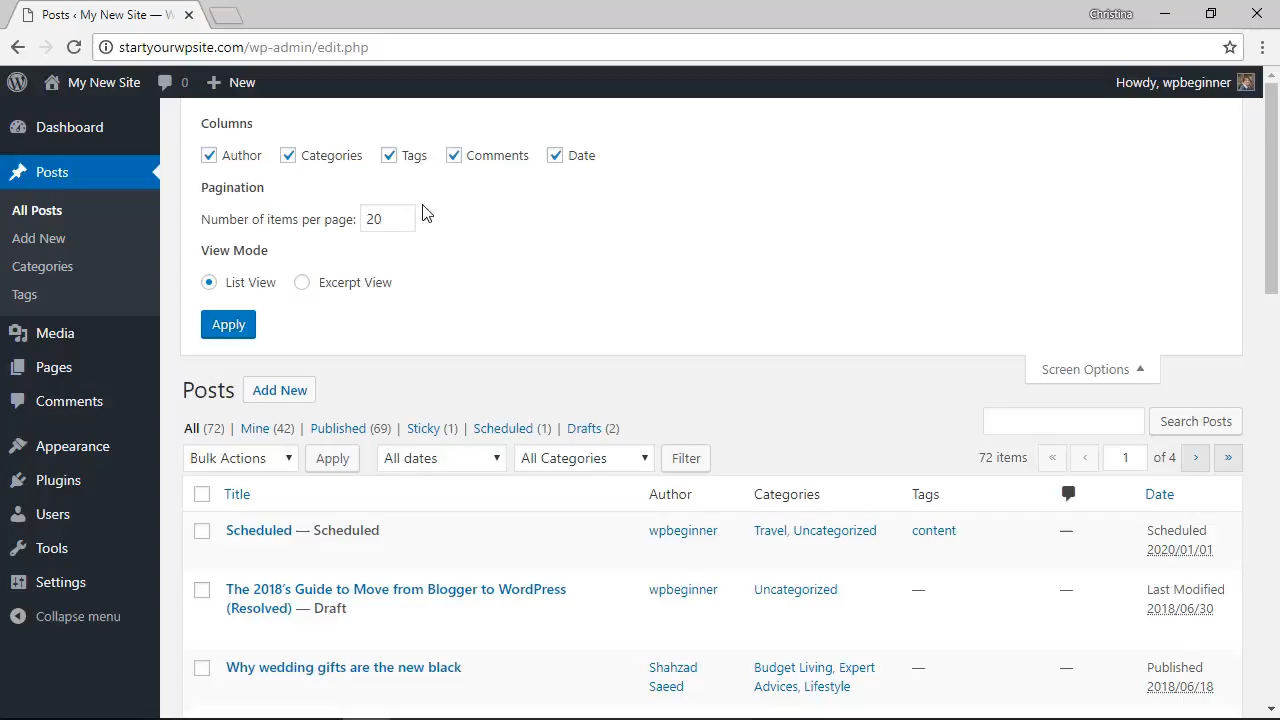 Posts ‹ My New Site — W
Christina
startyourwpsite.com/wp-admin/edit.php
My New Site 0 New Howdy, wpbeginner
Dashboard
Posts
All Posts
Add New
Categories
Tags
Media
Pages
Comments
Appearance
Plugins
Users
Tools
Settings
Collapse menu
Columns
Author Categories Tags Comments Date
Pagination
Number of items per page: 20
View Mode
List View Excerpt View
Apply
Screen Options
Posts Add New
All (72) | Mine (42) | Published (69) | Sticky (1) | Scheduled (1) | Drafts (2)
Search Posts
Bulk Actions Apply All dates All Categories Filter 72 items « ‹ 1 of 4 › »
Title Author Categories Tags Date
Scheduled — Scheduled wpbeginner Travel, Uncategorized content — Scheduled
2020/01/01
The 2018's Guide to Move from Blogger to WordPress wpbeginner Uncategorized — — Last Modified
(Resolved) — Draft 2018/06/30
Why wedding gifts are the new black Shahzad Budget Living, Expert — — Published
Saeed Advices, Lifestyle 2018/06/18